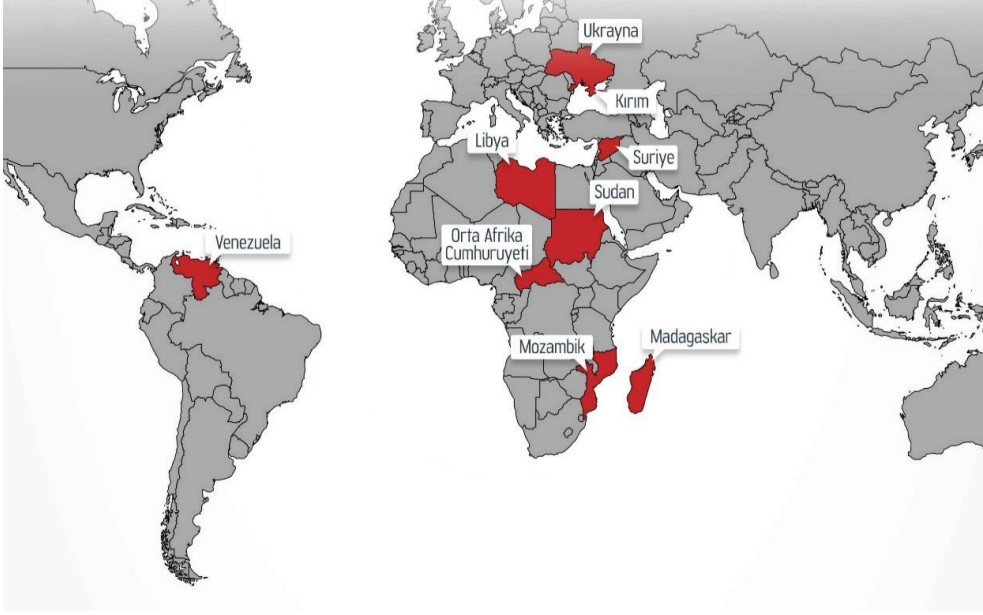 Ukrayna
Kırım
Libya
Suriye
Sudan
Venezuela
Orta Afrika
Cumhuruyeti
Mozambik
Madagaskar